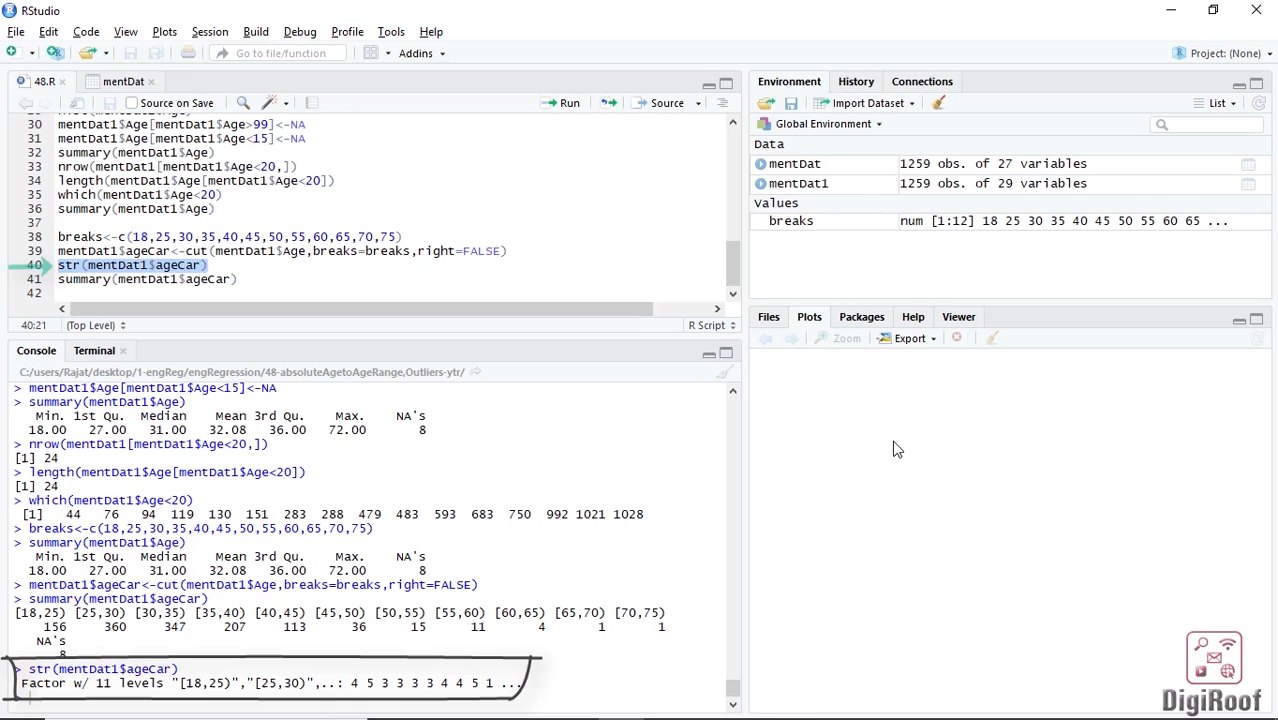 RStudio
File Edit Code View Plots Session Build Debug Profile Tools Help
Go to file/function Addins Project: (None)
48.R mentDat
Source on Save Run Source
30 mentDat1$Age[mentDat1$Age>99]<-NA
31 mentDat1$Age[mentDat1$Age<15]<-NA
32 summary(mentDat1$Age)
33 nrow(mentDat1[mentDat1$Age<20,])
34 length(mentDat1$Age[mentDat1$Age<20])
35 which(mentDat1$Age<20)
36 summary(mentDat1$Age)
37
38 breaks<-c(18,25,30,35,40,45,50,55,60,65,70,75)
39 mentDat1$ageCar<-cut(mentDat1$Age,breaks=breaks,right=FALSE)
40 str(mentDat1$ageCar)
41 summary(mentDat1$ageCar)
42
40:21 (Top Level) R Script
Console Terminal
C:/users/Rajat/desktop/1-engReg/engRegression/48-absoluteAgetoAgeRange,Outliers-ytr/
> mentDat1$Age[mentDat1$Age<15]<-NA
> summary(mentDat1$Age)
Min. 1st Qu. Median Mean 3rd Qu. Max. NA's
18.00 27.00 31.00 32.08 36.00 72.00 8
> nrow(mentDat1[mentDat1$Age<20,])
[1] 24
> length(mentDat1$Age[mentDat1$Age<20])
[1] 24
> which(mentDat1$Age<20)
[1] 44 76 94 119 130 151 283 288 479 483 593 683 750 992 1021 1028
> breaks<-c(18,25,30,35,40,45,50,55,60,65,70,75)
> summary(mentDat1$Age)
Min. 1st Qu. Median Mean 3rd Qu. Max. NA's
18.00 27.00 31.00 32.08 36.00 72.00 8
> mentDat1$ageCar<-cut(mentDat1$Age,breaks=breaks,right=FALSE)
> summary(mentDat1$ageCar)
[18,25) [25,30) [30,35) [35,40) [40,45) [45,50) [50,55) [55,60) [60,65) [65,70) [70,75)
156 360 347 207 113 36 15 11 4 1 1
NA's
8
> str(mentDat1$ageCar)
Factor w/ 11 levels "[18,25)","[25,30)",..: 4 5 3 3 3 3 4 4 5 1 ...
Environment History Connections
Import Dataset List
Global Environment
Data
mentDat 1259 obs. of 27 variables
mentDat1 1259 obs. of 29 variables
Values
breaks num [1:12] 18 25 30 35 40 45 50 55 60 65 ...
Files Plots Packages Help Viewer
Zoom Export
DigiRoof